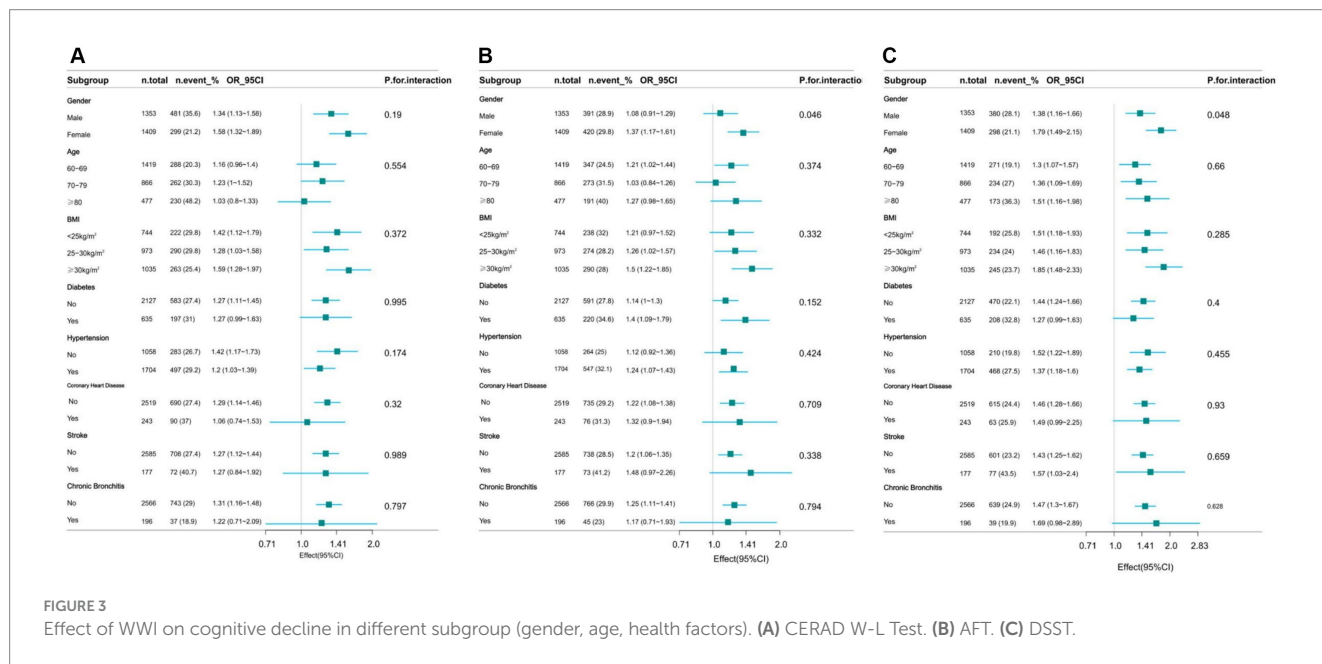 A
Subgroup n.total n.event_% OR_95CI P.for.interaction
Gender
Male 1353 481 (35.6) 1.34 (1.13~1.58) 0.19
Female 1409 299 (21.2) 1.58 (1.32~1.89)
Age
60-69 1419 288 (20.3) 1.16 (0.96~1.4) 0.554
70-79 866 262 (30.3) 1.23 (1~1.52)
⩾80 477 230 (48.2) 1.03 (0.8~1.33)
BMI
<25kg/m² 744 222 (29.8) 1.42 (1.12~1.79) 0.372
25-30kg/m² 973 290 (29.8) 1.28 (1.03~1.58)
⩾30kg/m² 1035 263 (25.4) 1.59 (1.28~1.97)
Diabetes
No 2127 583 (27.4) 1.27 (1.11~1.45) 0.995
Yes 635 197 (31) 1.27 (0.99~1.63)
Hypertension
No 1058 283 (26.7) 1.42 (1.17~1.73) 0.174
Yes 1704 497 (29.2) 1.2 (1.03~1.39)
Coronary Heart Disease
No 2519 690 (27.4) 1.29 (1.14~1.46) 0.32
Yes 243 90 (37) 1.06 (0.74~1.53)
Stroke
No 2585 706 (27.4) 1.27 (1.12~1.44) 0.989
Yes 177 72 (40.7) 1.27 (0.84~1.92)
Chronic Bronchitis
No 2566 743 (29) 1.31 (1.16~1.48) 0.797
Yes 196 37 (18.9) 1.22 (0.71~2.09)
0.71 1.0 1.41 2.0
Effect(95%CI)
B
Subgroup n.total n.event_% OR_95CI P.for.interaction
Gender
Male 1353 391 (28.9) 1.08 (0.91~1.29) 0.046
Female 1409 420 (29.8) 1.37 (1.17~1.61)
Age
60-69 1419 347 (24.5) 1.21 (1.02~1.44) 0.374
70-79 866 273 (31.5) 1.03 (0.84~1.26)
⩾80 477 191 (40) 1.27 (0.98~1.65)
BMI
<25kg/m² 744 238 (32) 1.21 (0.97~1.52) 0.332
25-30kg/m² 973 274 (28.2) 1.26 (1.02~1.57)
⩾30kg/m² 1035 290 (28) 1.5 (1.22~1.85)
Diabetes
No 2127 591 (27.8) 1.14 (1~1.3) 0.152
Yes 635 220 (34.6) 1.4 (1.09~1.79)
Hypertension
No 1058 264 (25) 1.12 (0.92~1.36) 0.424
Yes 1704 547 (32.1) 1.24 (1.07~1.43)
Coronary Heart Disease
No 2519 735 (29.2) 1.22 (1.08~1.38) 0.709
Yes 243 76 (31.3) 1.32 (0.9~1.94)
Stroke
No 2585 738 (28.5) 1.2 (1.06~1.35) 0.338
Yes 177 73 (41.2) 1.48 (0.97~2.26)
Chronic Bronchitis
No 2566 766 (29.9) 1.25 (1.11~1.41) 0.794
Yes 196 45 (23) 1.17 (0.71~1.93)
0.71 1.0 1.41 2.0
Effect(95%CI)
C
Subgroup n.total n.event_% OR_95CI P.for.interaction
Gender
Male 1353 380 (28.1) 1.38 (1.16~1.66) 0.048
Female 1409 298 (21.1) 1.79 (1.49~2.15)
Age
60-69 1419 271 (19.1) 1.3 (1.07~1.57) 0.66
70-79 866 234 (27) 1.36 (1.09~1.69)
⩾80 477 173 (36.3) 1.51 (1.16~1.98)
BMI
<25kg/m² 744 192 (25.8) 1.51 (1.18~1.93) 0.285
25-30kg/m² 973 234 (24) 1.46 (1.16~1.83)
⩾30kg/m² 1035 245 (23.7) 1.85 (1.48~2.33)
Diabetes
No 2127 470 (22.1) 1.44 (1.24~1.66) 0.4
Yes 635 208 (32.8) 1.27 (0.99~1.63)
Hypertension
No 1058 210 (19.8) 1.52 (1.22~1.89) 0.455
Yes 1704 468 (27.5) 1.37 (1.18~1.6)
Coronary Heart Disease
No 2519 615 (24.4) 1.46 (1.28~1.66) 0.93
Yes 243 63 (25.9) 1.49 (0.99~2.25)
Stroke
No 2585 601 (23.2) 1.43 (1.25~1.62) 0.659
Yes 177 77 (43.5) 1.57 (1.03~2.4)
Chronic Bronchitis
No 2566 639 (24.9) 1.47 (1.3~1.67) 0.628
Yes 196 39 (19.9) 1.69 (0.98~2.89)
0.71 1.0 1.41 2.0 2.83
Effect(95%CI)
FIGURE 3
Effect of WWI on cognitive decline in different subgroup (gender, age, health factors). (A) CERAD W-L Test. (B) AFT. (C) DSST.